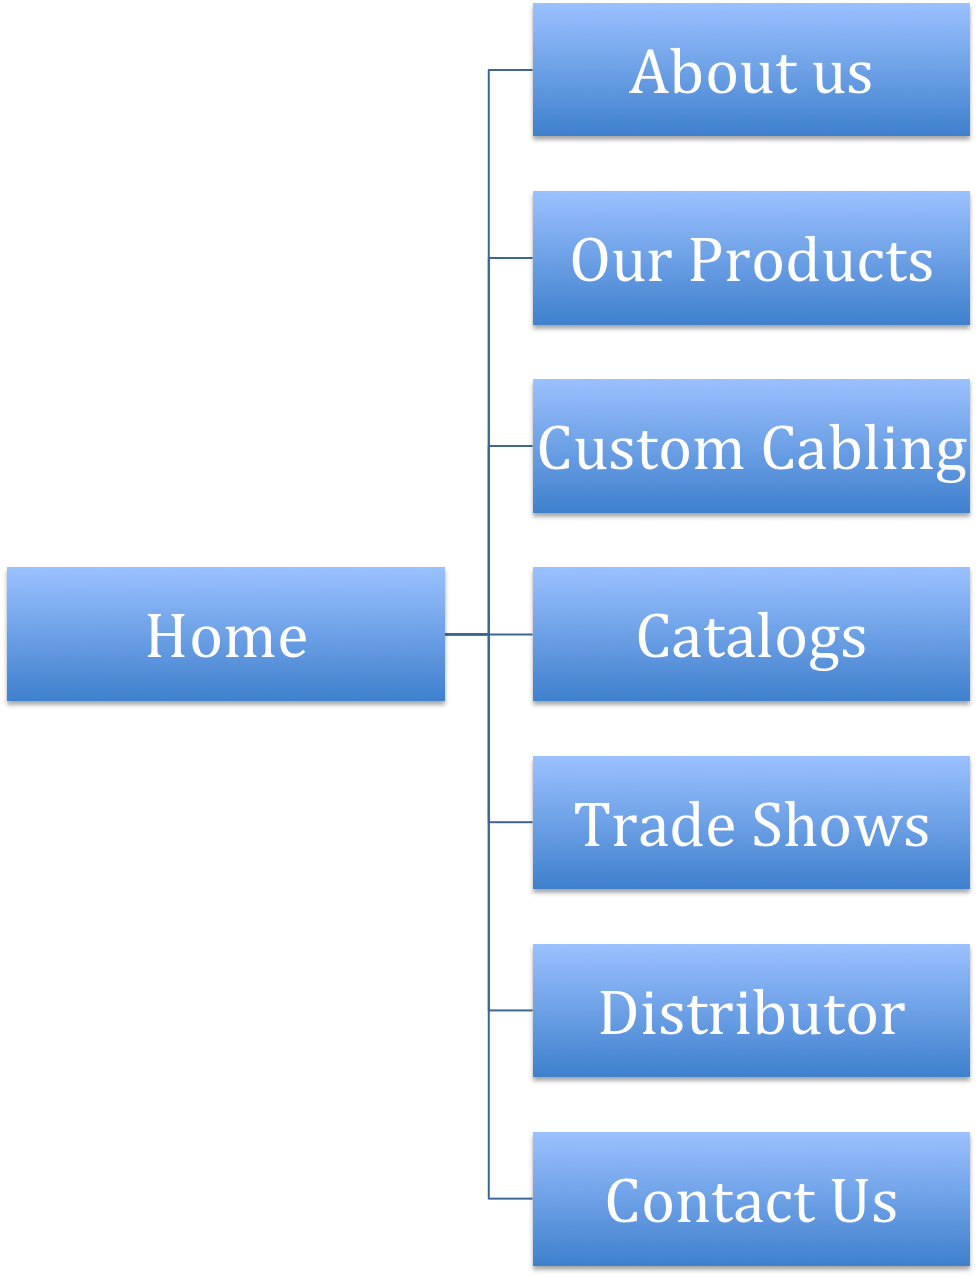 About us
Our Products
Custom Cabling
Home
Catalogs
Trade Shows
Distributor
Contact Us